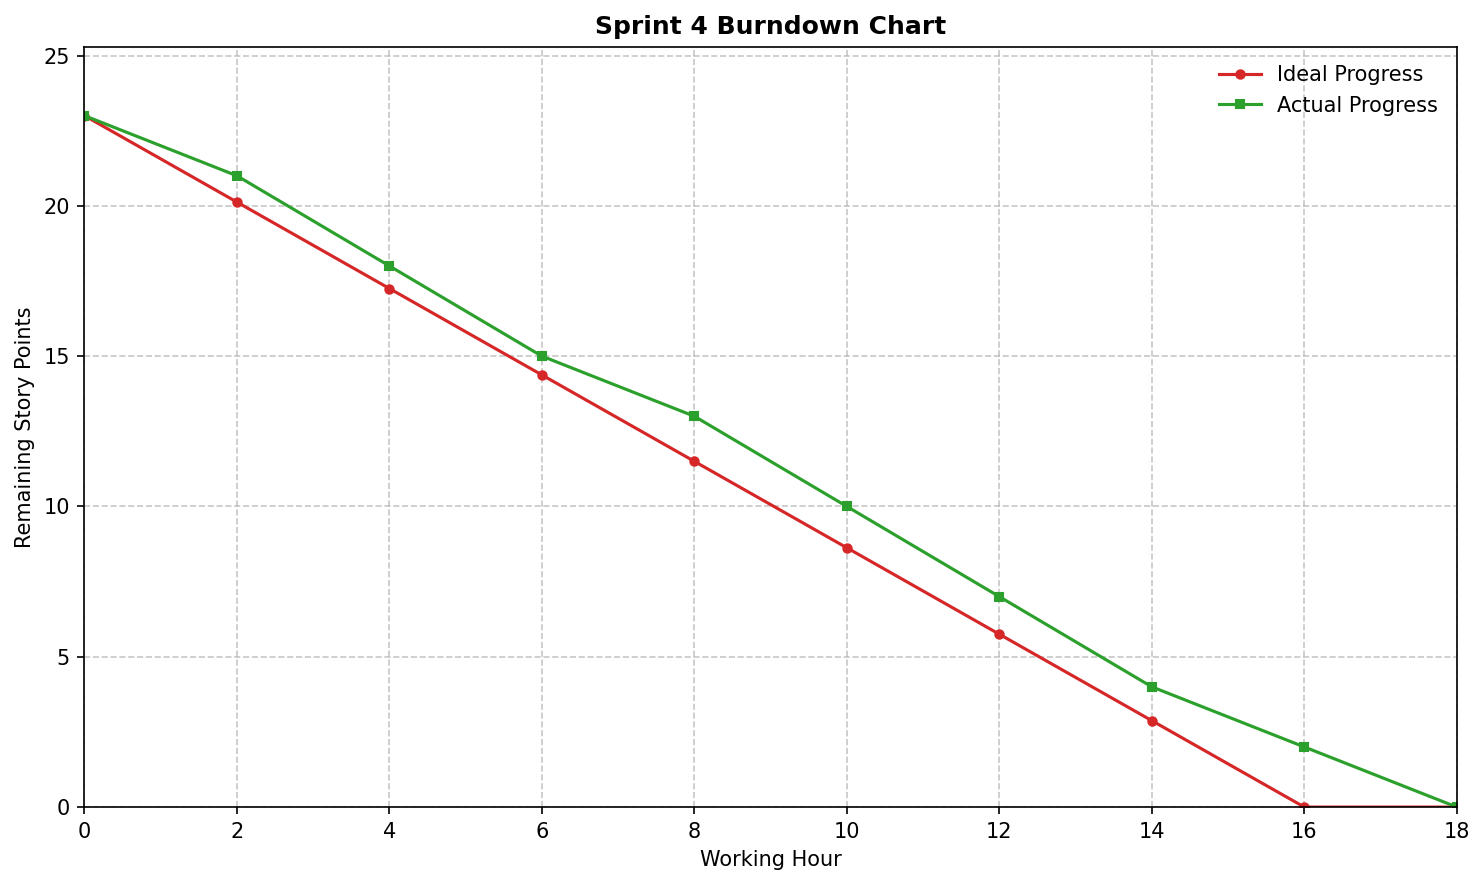 Sprint 4 Burndown Chart
Ideal Progress
Actual Progress
Remaining Story Points
25
20
15
10
5
0
0 2 4 6 8 10 12 14 16 18
Working Hour